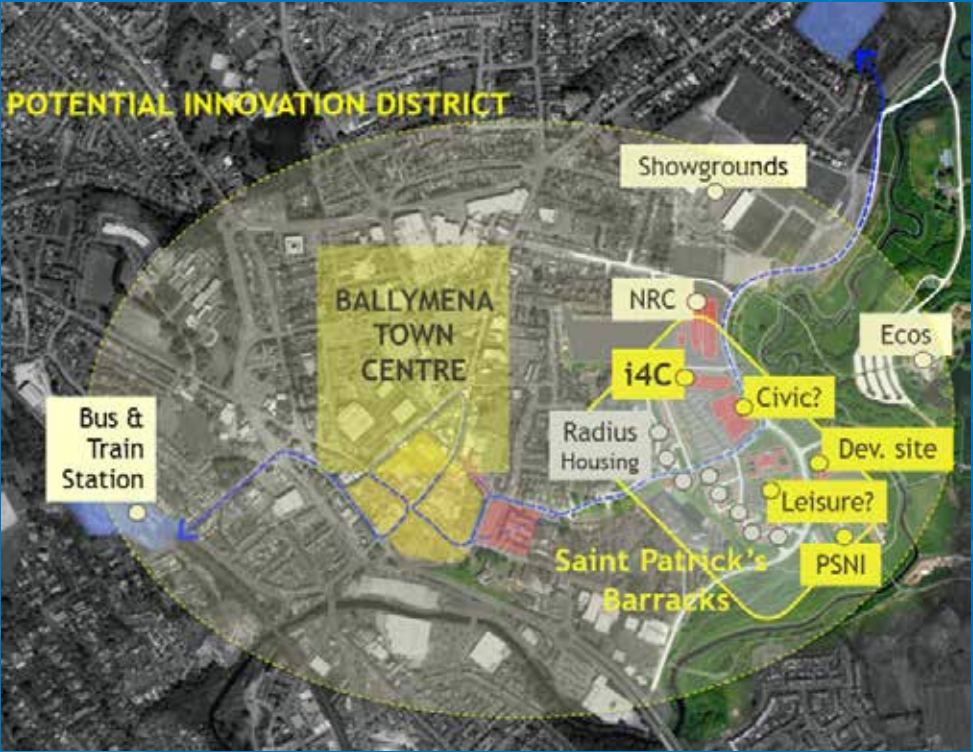 POTENTIAL INNOVATION DISTRICT
Showgrounds
BALLYMENA
TOWN
CENTRE
NRC
Ecos
i4C
Civic?
Bus &
Train
Station
Radius
Housing
Dev. site
Leisure?
Saint Patrick's
Barracks
PSNI